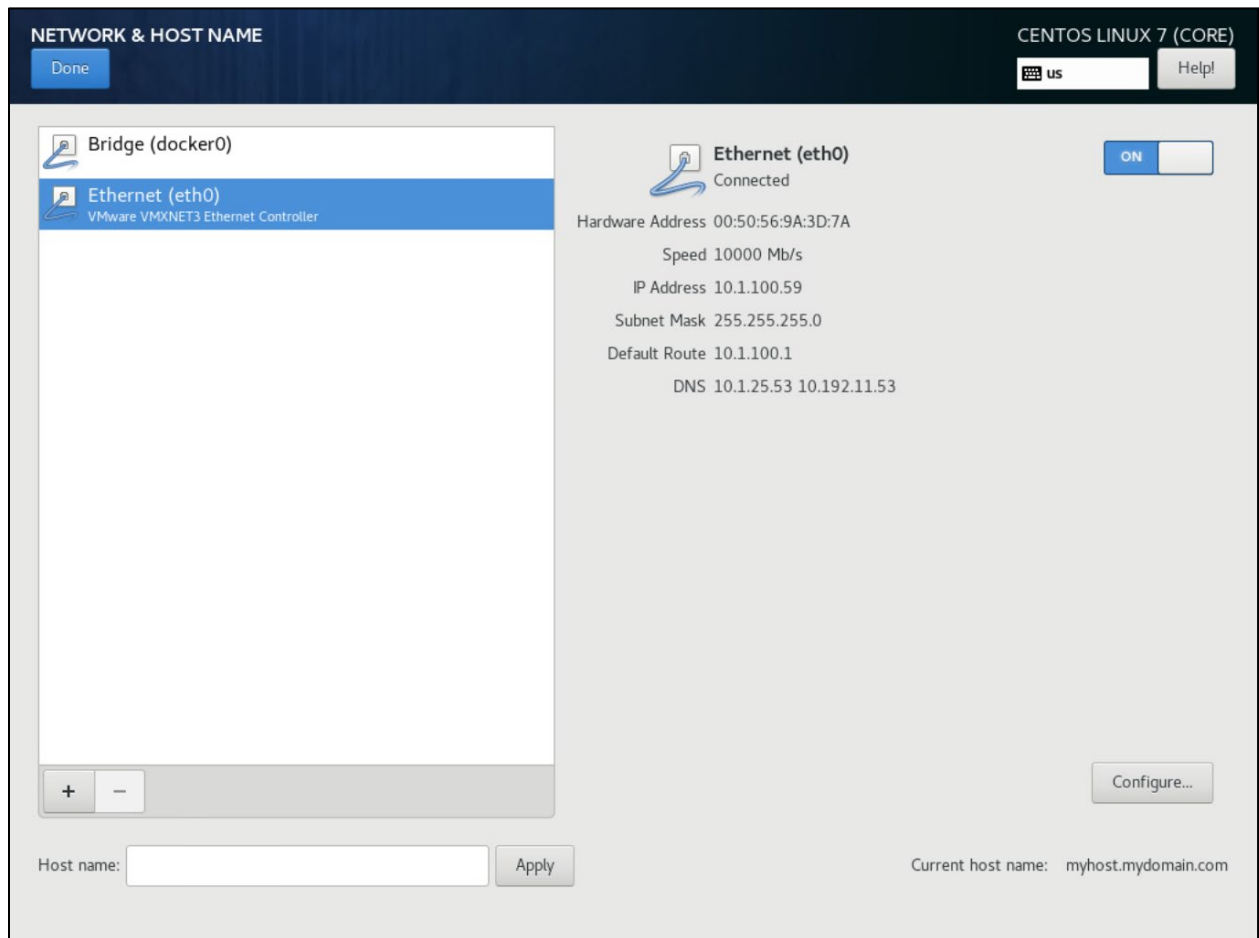 NETWORK & HOST NAME
CENTOS LINUX 7 (CORE)
Done
us
Help!
Bridge (docker0)
Ethernet (eth0)
VMware VMXNET3 Ethernet Controller
Ethernet (eth0)
Connected
ON
Hardware Address 00:50:56:9A:3D:7A
Speed 10000 Mb/s
IP Address 10.1.100.59
Subnet Mask 255.255.255.0
Default Route 10.1.100.1
DNS 10.1.25.53 10.192.11.53
+ −
Configure...
Host name:
Apply
Current host name: myhost.mydomain.com